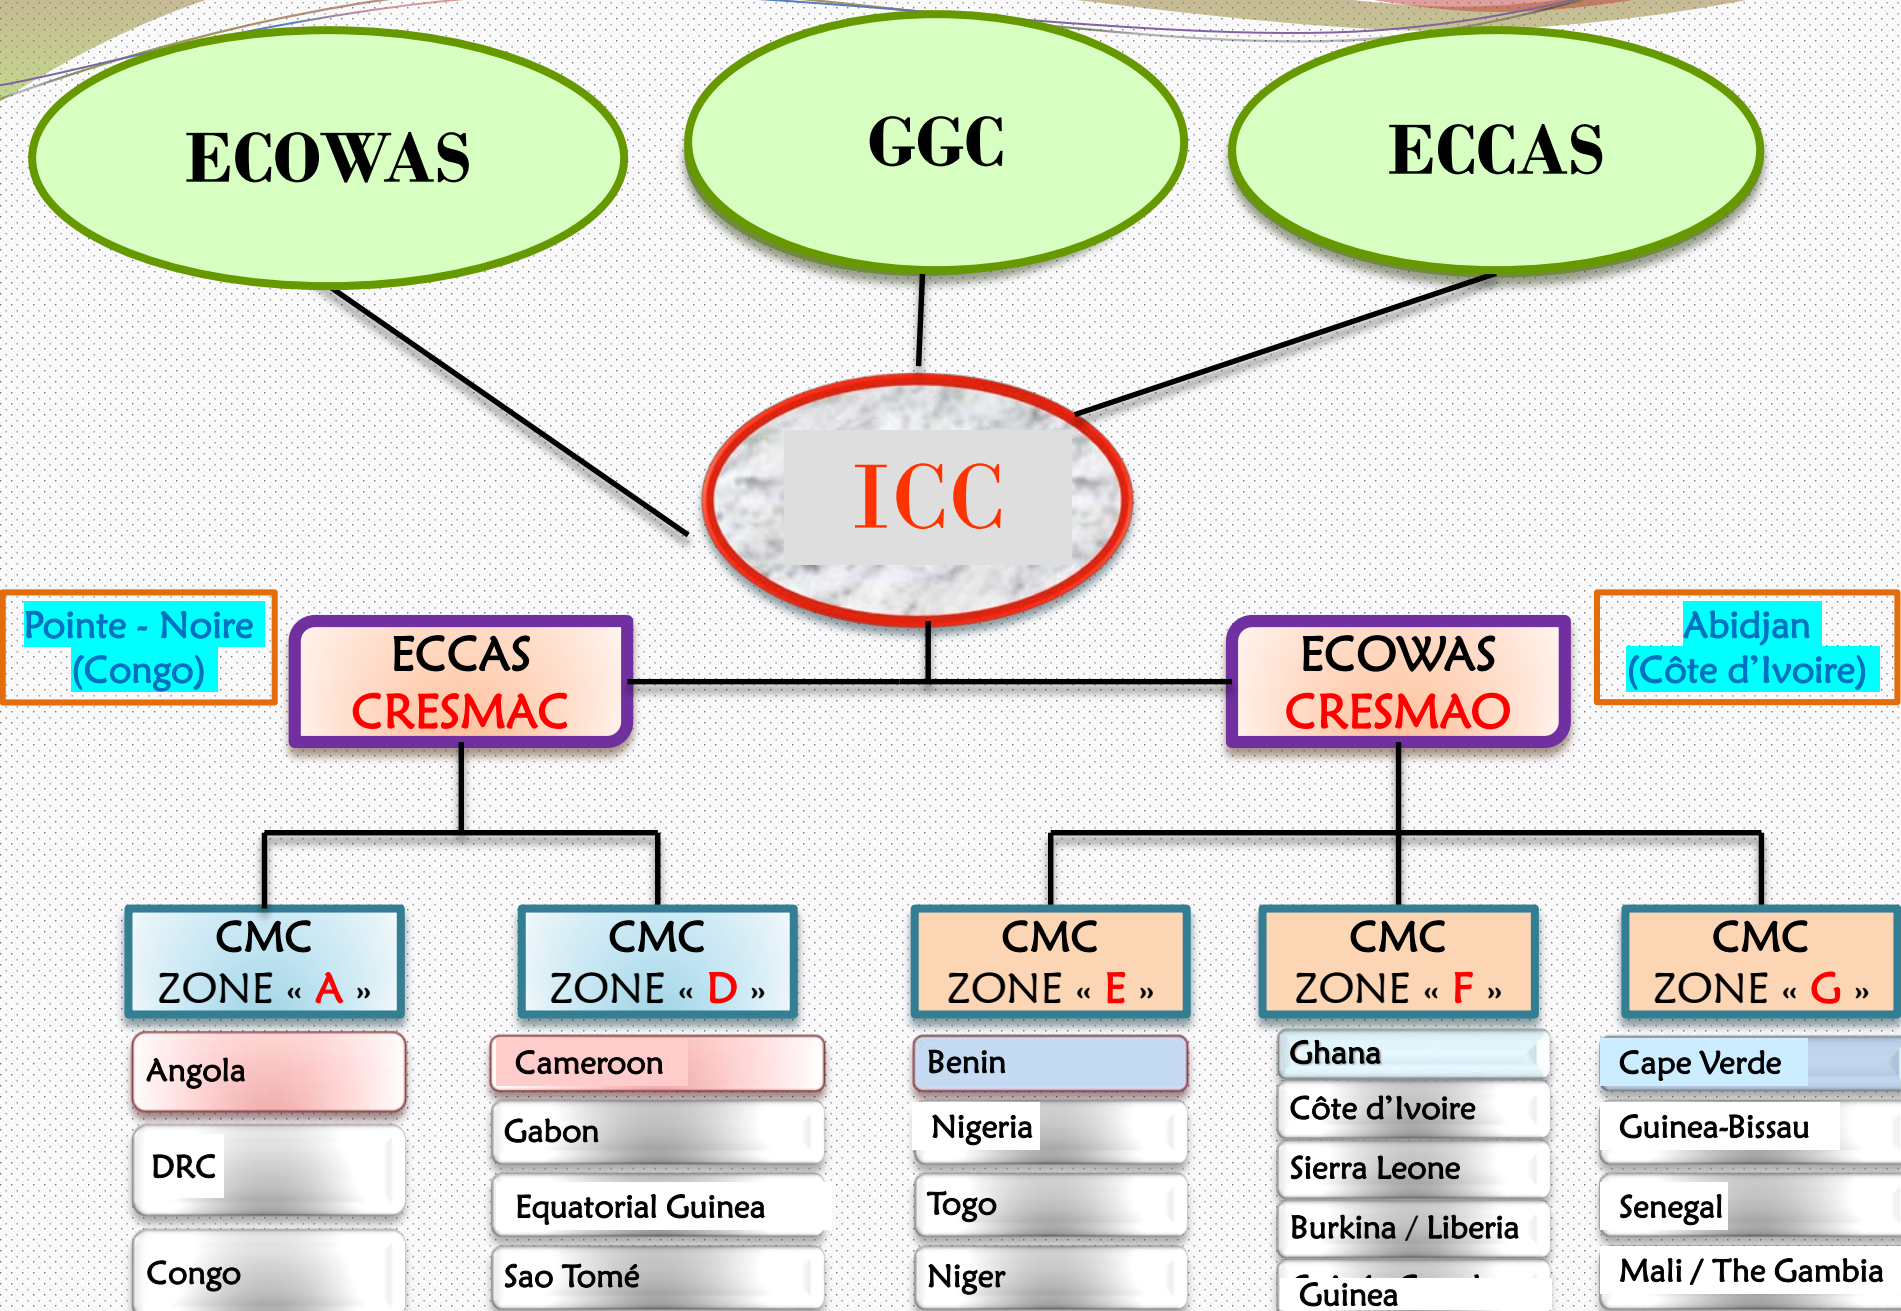 ECOWAS
GGC
ECCAS
ICC
Pointe - Noire
(Congo)
ECCAS
CRESMAC
ECOWAS
CRESMAO
Abidjan
(Côte d’Ivoire)
CMC
ZONE « A »
CMC
ZONE « D »
CMC
ZONE « E »
CMC
ZONE « F »
CMC
ZONE « G »
Angola
DRC
Congo
Cameroon
Gabon
Equatorial Guinea
Sao Tomé
Benin
Nigeria
Togo
Niger
Ghana
Côte d’Ivoire
Sierra Leone
Burkina / Liberia
Guinea
Cape Verde
Guinea-Bissau
Senegal
Mali / The Gambia